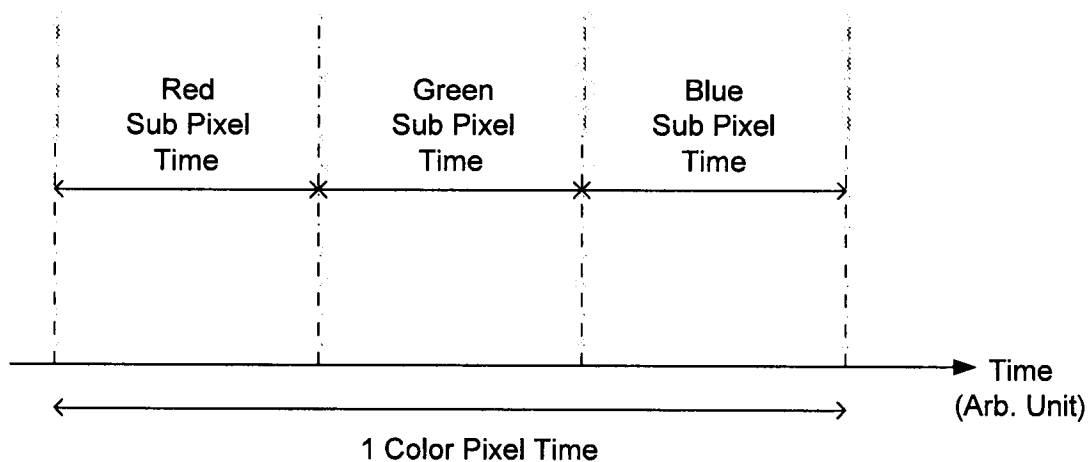 Red
Sub Pixel
Time
Green
Sub Pixel
Time
Blue
Sub Pixel
Time
Time
(Arb. Unit)
1 Color Pixel Time